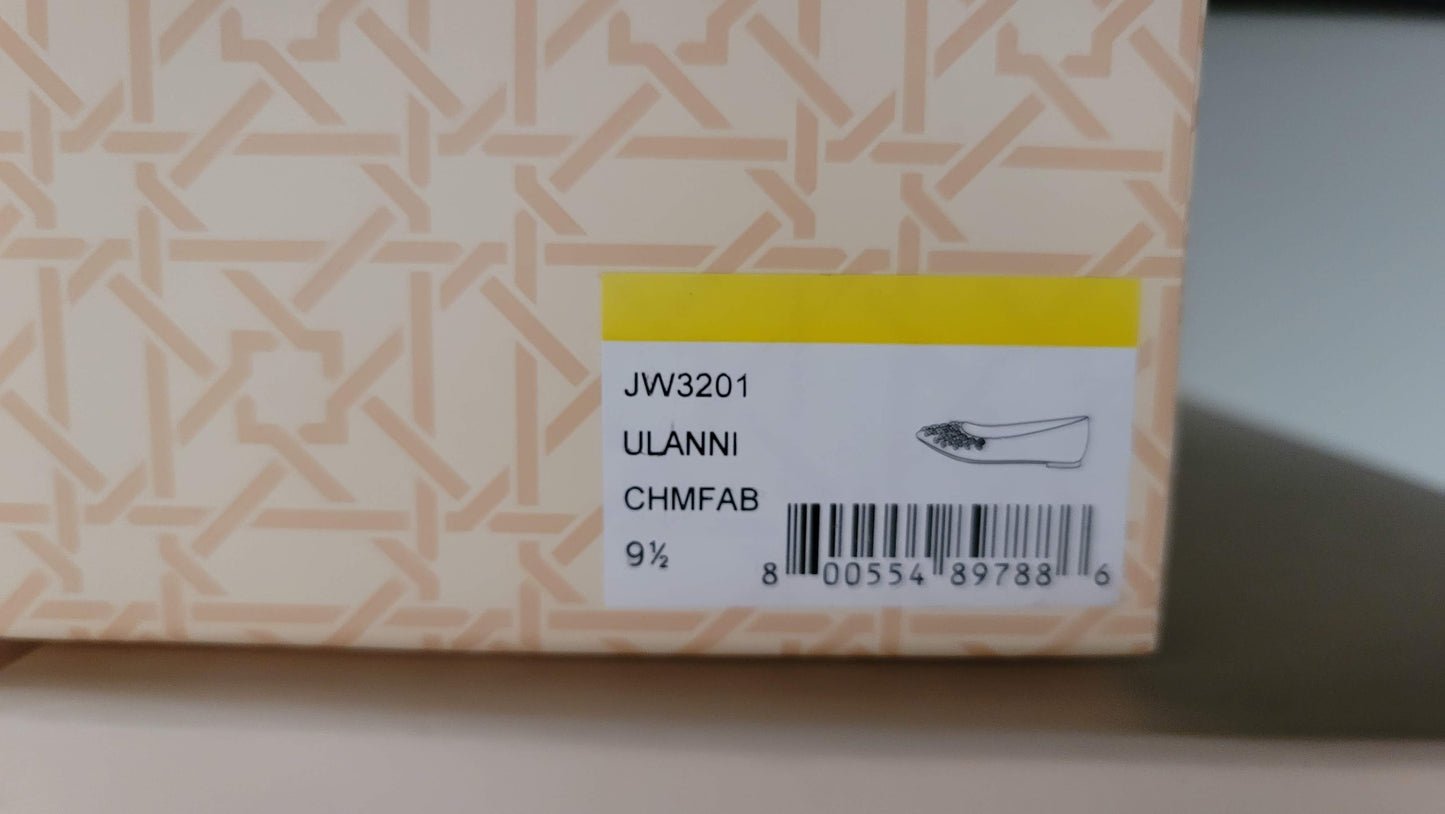 JW3201
ULANNI
CHMFAB
9½
8 00554 89788 6